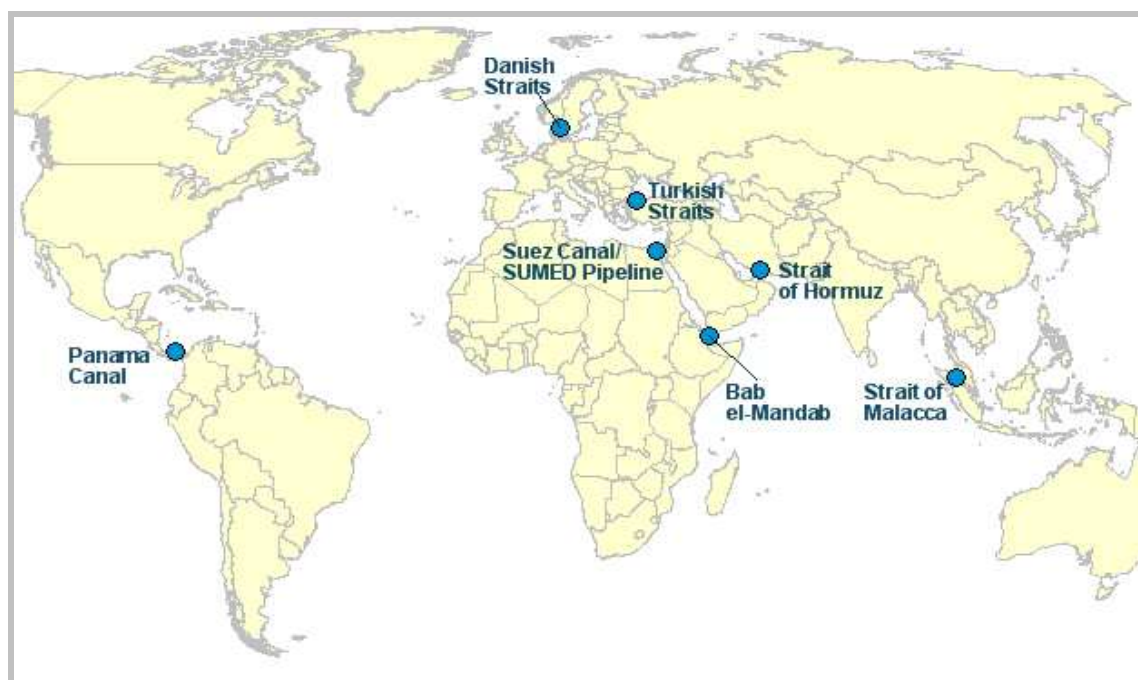 Danish
Straits
Turkish
Straits
Suez Canal/
SUMED Pipeline
Strait
of Hormuz
Panama
Canal
Bab
el-Mandab
Strait of
Malacca